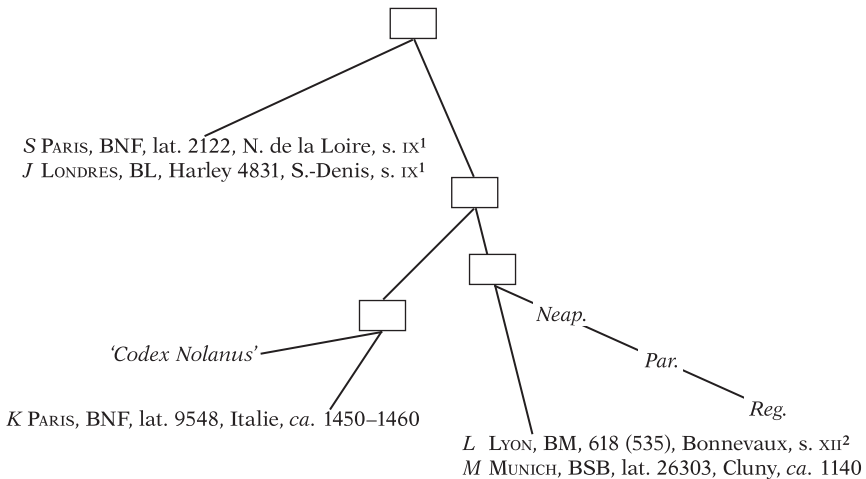 S PARIS, BNF, lat. 2122, N. de la Loire, s. IX¹
J LONDRES, BL, Harley 4831, S.-Denis, s. IX¹
Neap.
‘Codex Nolanus’
Par.
Reg.
K PARIS, BNF, lat. 9548, Italie, ca. 1450–1460
L LYON, BM, 618 (535), Bonnevaux, s. XII²
M MUNICH, BSB, lat. 26303, Cluny, ca. 1140